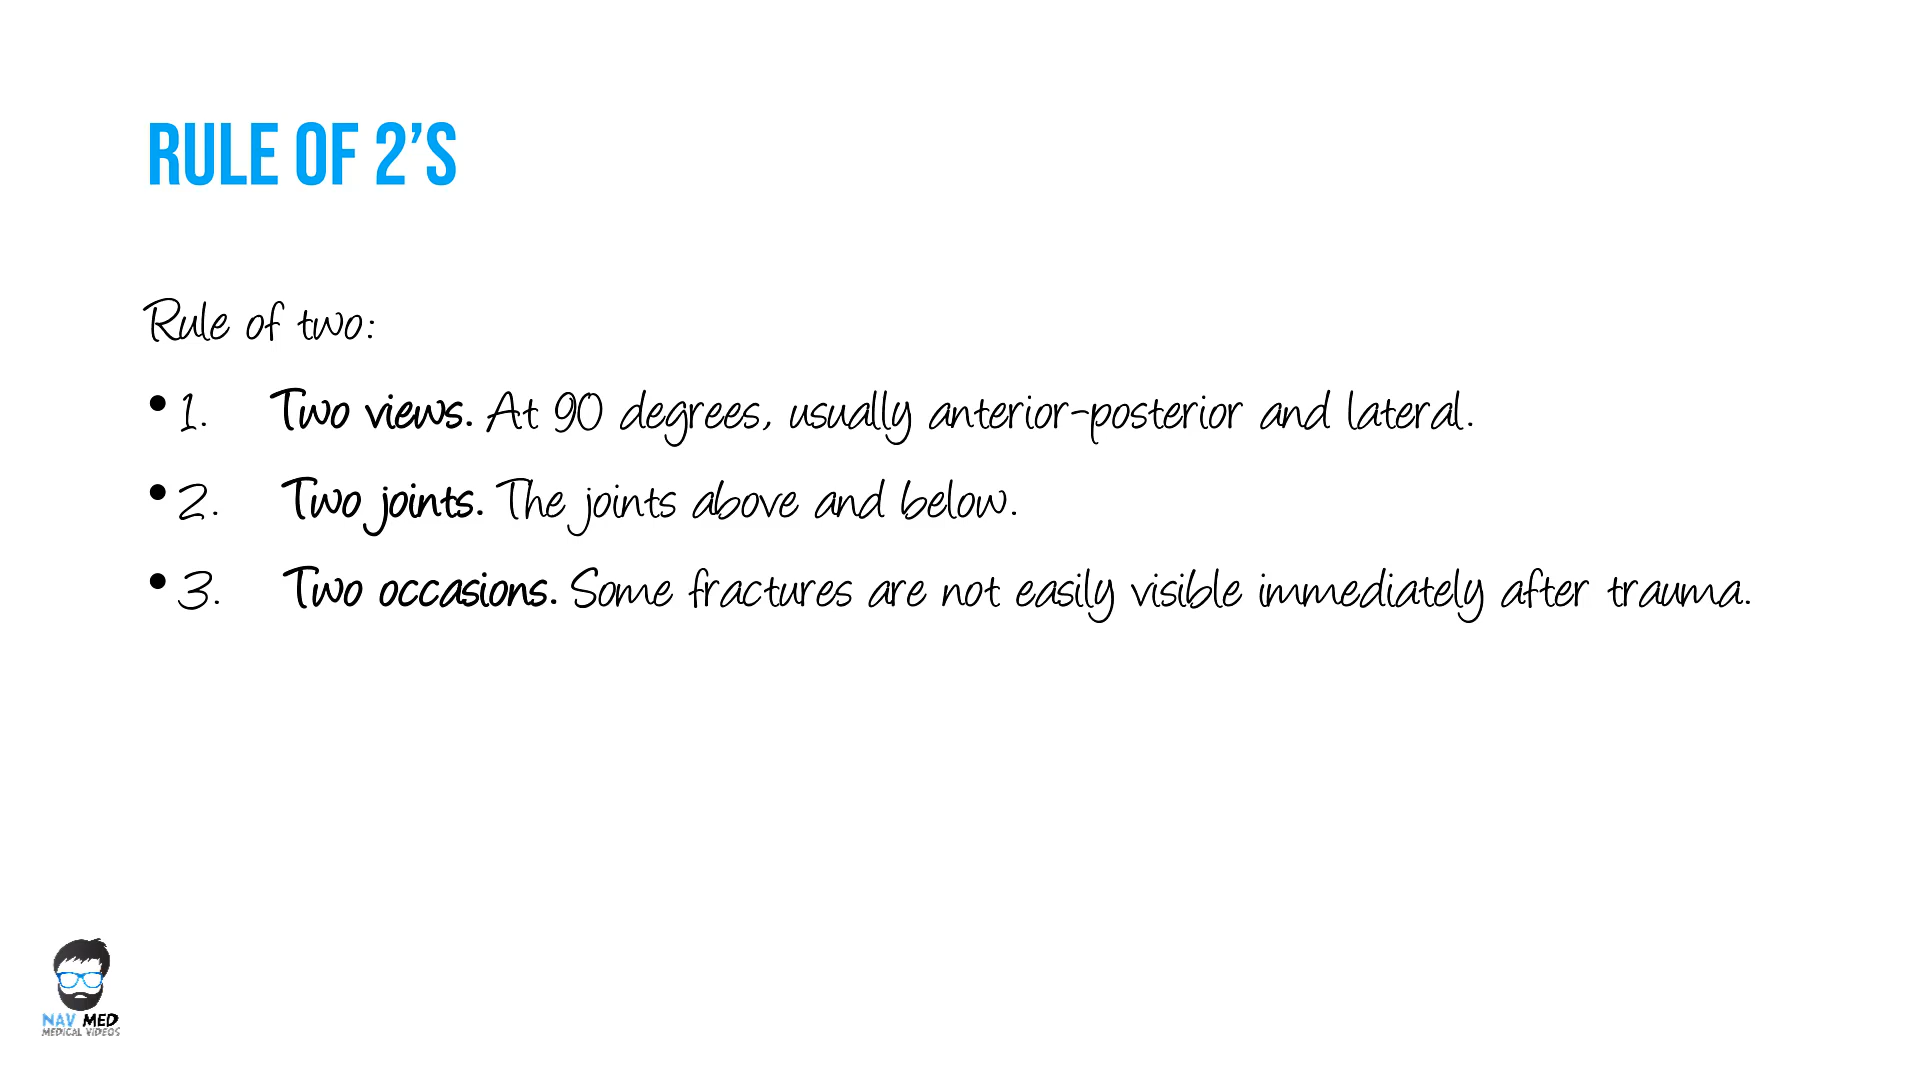 RULE OF 2’S
Rule of two:
• 1. Two views. At 90 degrees, usually anterior-posterior and lateral.
• 2. Two joints. The joints above and below.
• 3. Two occasions. Some fractures are not easily visible immediately after trauma.
NAV MED
MEDICAL VIDEOS